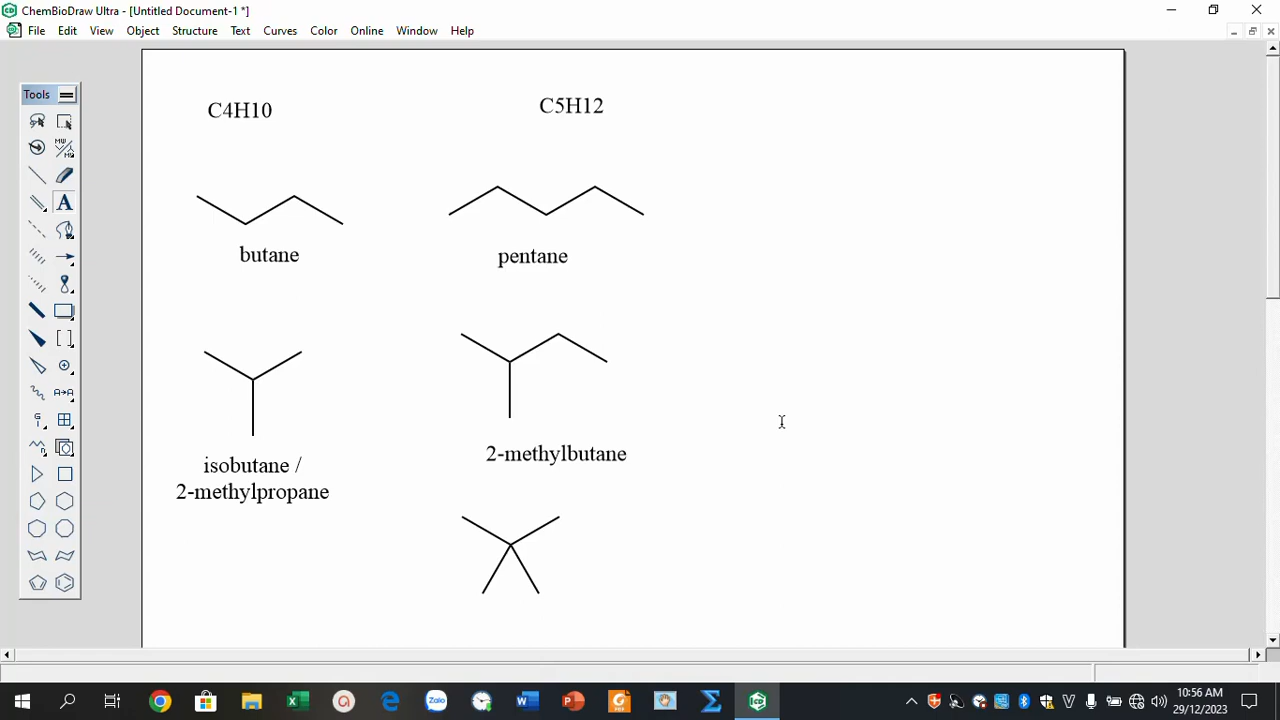 ChemBioDraw Ultra - [Untitled Document-1 *]
File Edit View Object Structure Text Curves Color Online Window Help
Tools
C4H10
C5H12
butane
pentane
isobutane /
2-methylpropane
2-methylbutane
10:56 AM
29/12/2023